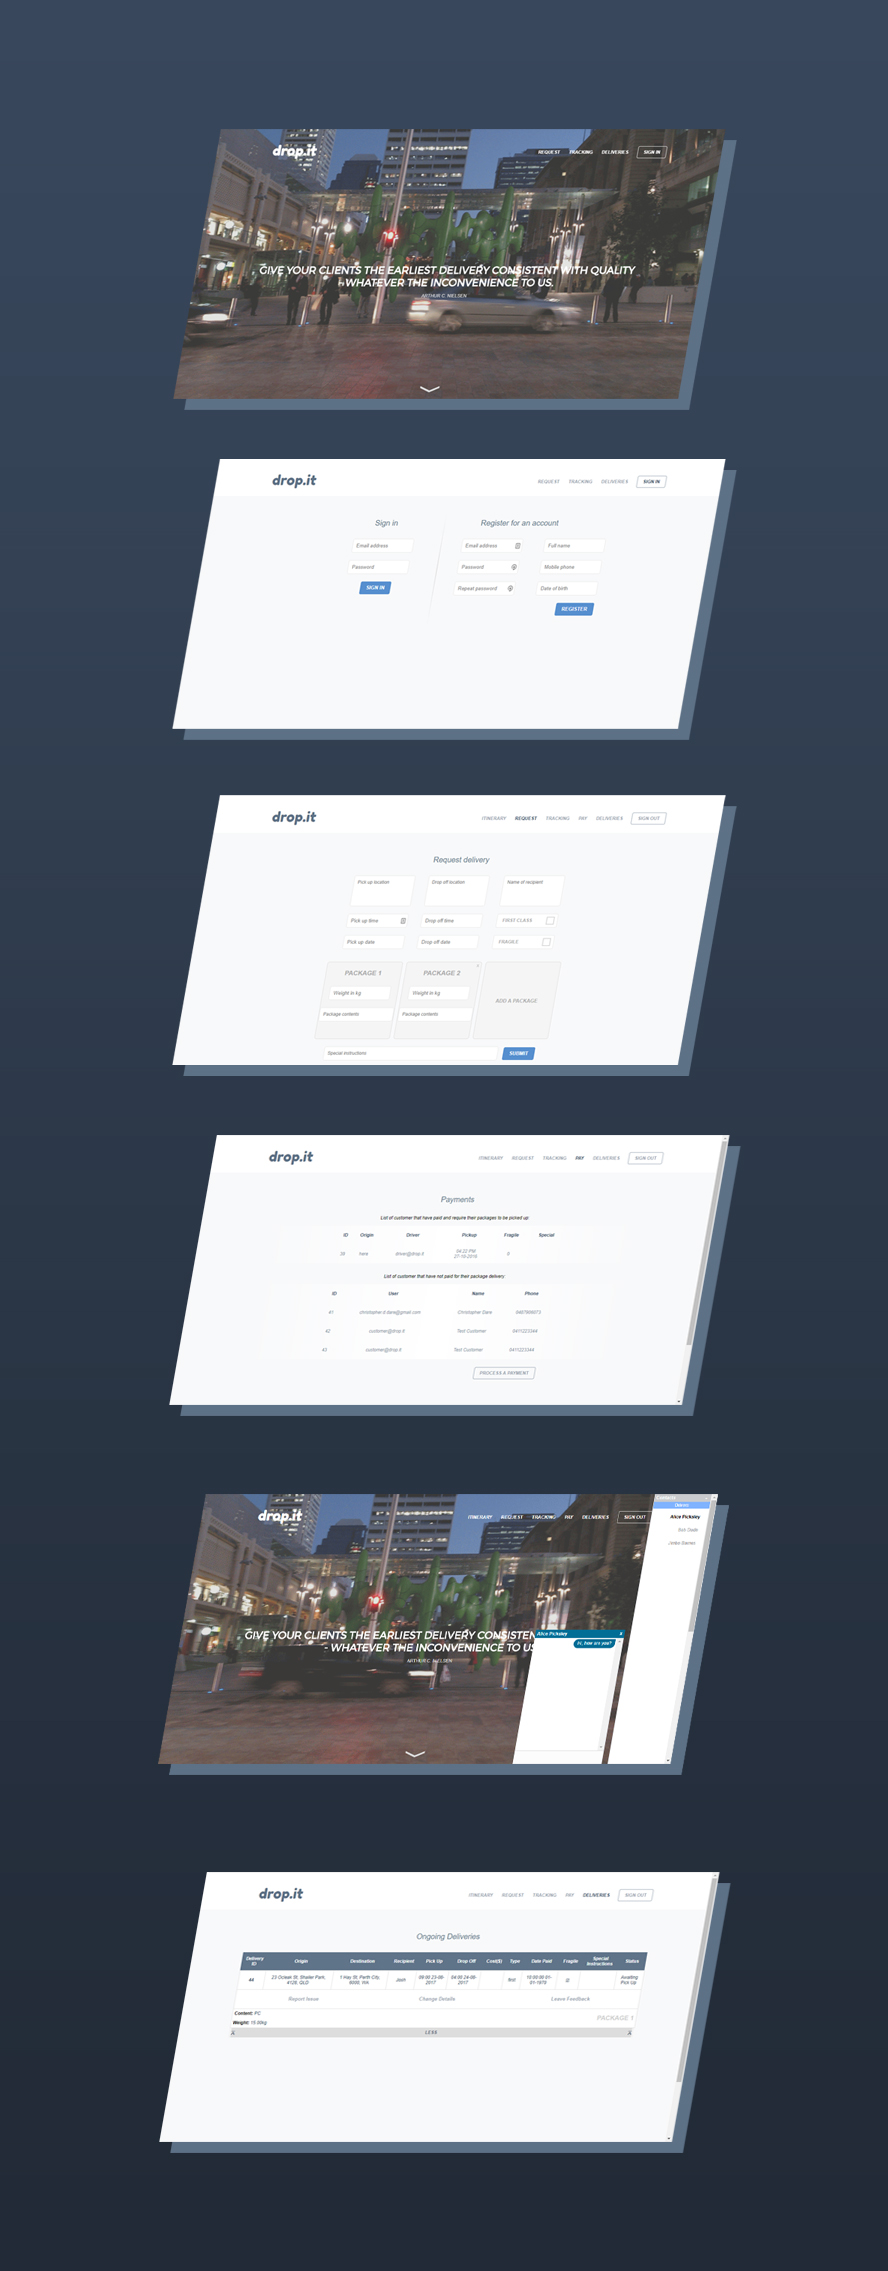 drop.it
REQUEST TRACKING DELIVERIES SIGN IN
GIVE YOUR CLIENTS THE EARLIEST DELIVERY CONSISTENT WITH QUALITY
- WHATEVER THE INCONVENIENCE TO US.
ARTHUR C. NIELSEN
drop.it
REQUEST TRACKING DELIVERIES SIGN IN
Sign in Register for an account
Email address Email address Full name
Password Password Mobile phone
SIGN IN Repeat password Date of birth
REGISTER
drop.it
ITINERARY REQUEST TRACKING PAY DELIVERIES SIGN OUT
Request delivery
Pick up location Drop off location Name of recipient
Pick up time Drop off time FIRST CLASS
Pick up date Drop off date FRAGILE
PACKAGE 1 PACKAGE 2 x
Weight in kg Weight in kg ADD A PACKAGE
Package contents Package contents
Special instructions SUBMIT
drop.it
ITINERARY REQUEST TRACKING PAY DELIVERIES SIGN OUT
Payments
List of customer that have paid and require their packages to be picked up
ID Origin Driver Pickup Fragile Special
39 here driver@drop.it 04:22 PM 0
27-10-2016
List of customer that have not paid for their package delivery
ID User Name Phone
41 christopher.d.dare@gmail.com Christopher Dare
42 customer@drop.it Test Customer 0411223344
43 customer@drop.it Test Customer 0411223344
PROCESS A PAYMENT
drop.it
ITINERARY REQUEST TRACKING PAY DELIVERIES SIGN OUT
Contacts
Drivers
Alice Picksley
GIVE YOUR CLIENTS THE EARLIEST DELIVERY CONSISTEN
- WHATEVER THE INCONVENIENCE TO US
ARTHUR C. NIELSEN
Alice Picksley x
Hi, how are you?
drop.it
ITINERARY REQUEST TRACKING PAY DELIVERIES SIGN OUT
Ongoing Deliveries
Delivery ID Origin Destination Recipient Pick Up Drop Off Cost($) Type Date Paid Fragile Special Instructions Status
44 23 Ocean St, Shailer Park, 4128, QLD 1 Hay St, Perth City, 6000, WA Josh 08:00 23-08-2017 04:00 24-08-2017 first 10:00:00 01-01-1970 Awaiting Pick Up
Report Issue Change Details Leave Feedback
Content: PC
Weight: 15.00kg PACKAGE 1
LESS